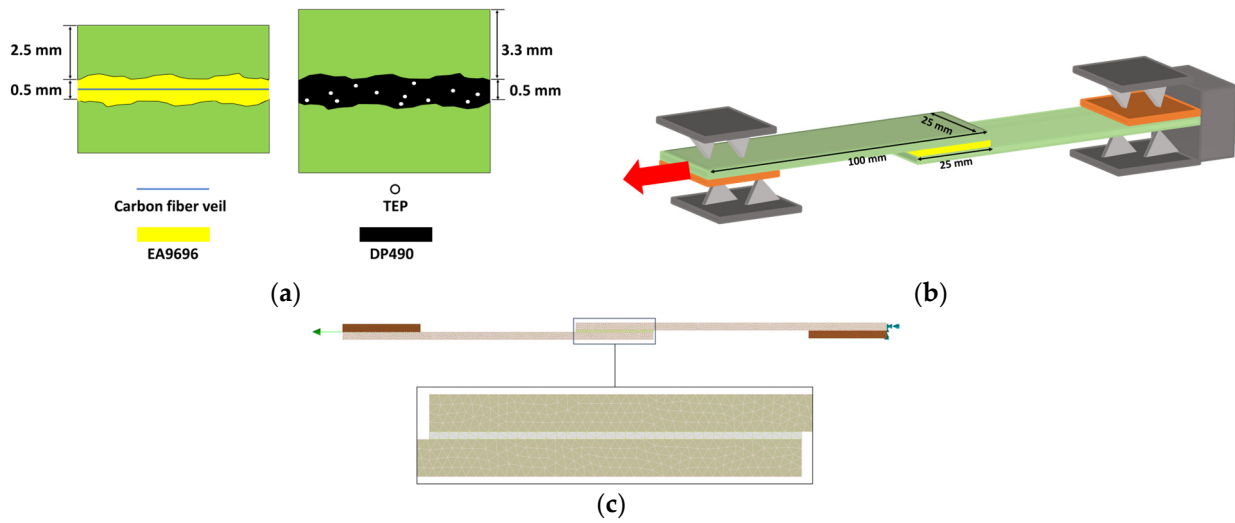 2.5 mm
0.5 mm
3.3 mm
0.5 mm
Carbon fiber veil
EA9696
TEP
DP490
(a)
25 mm
100 mm
25 mm
(b)
(c)